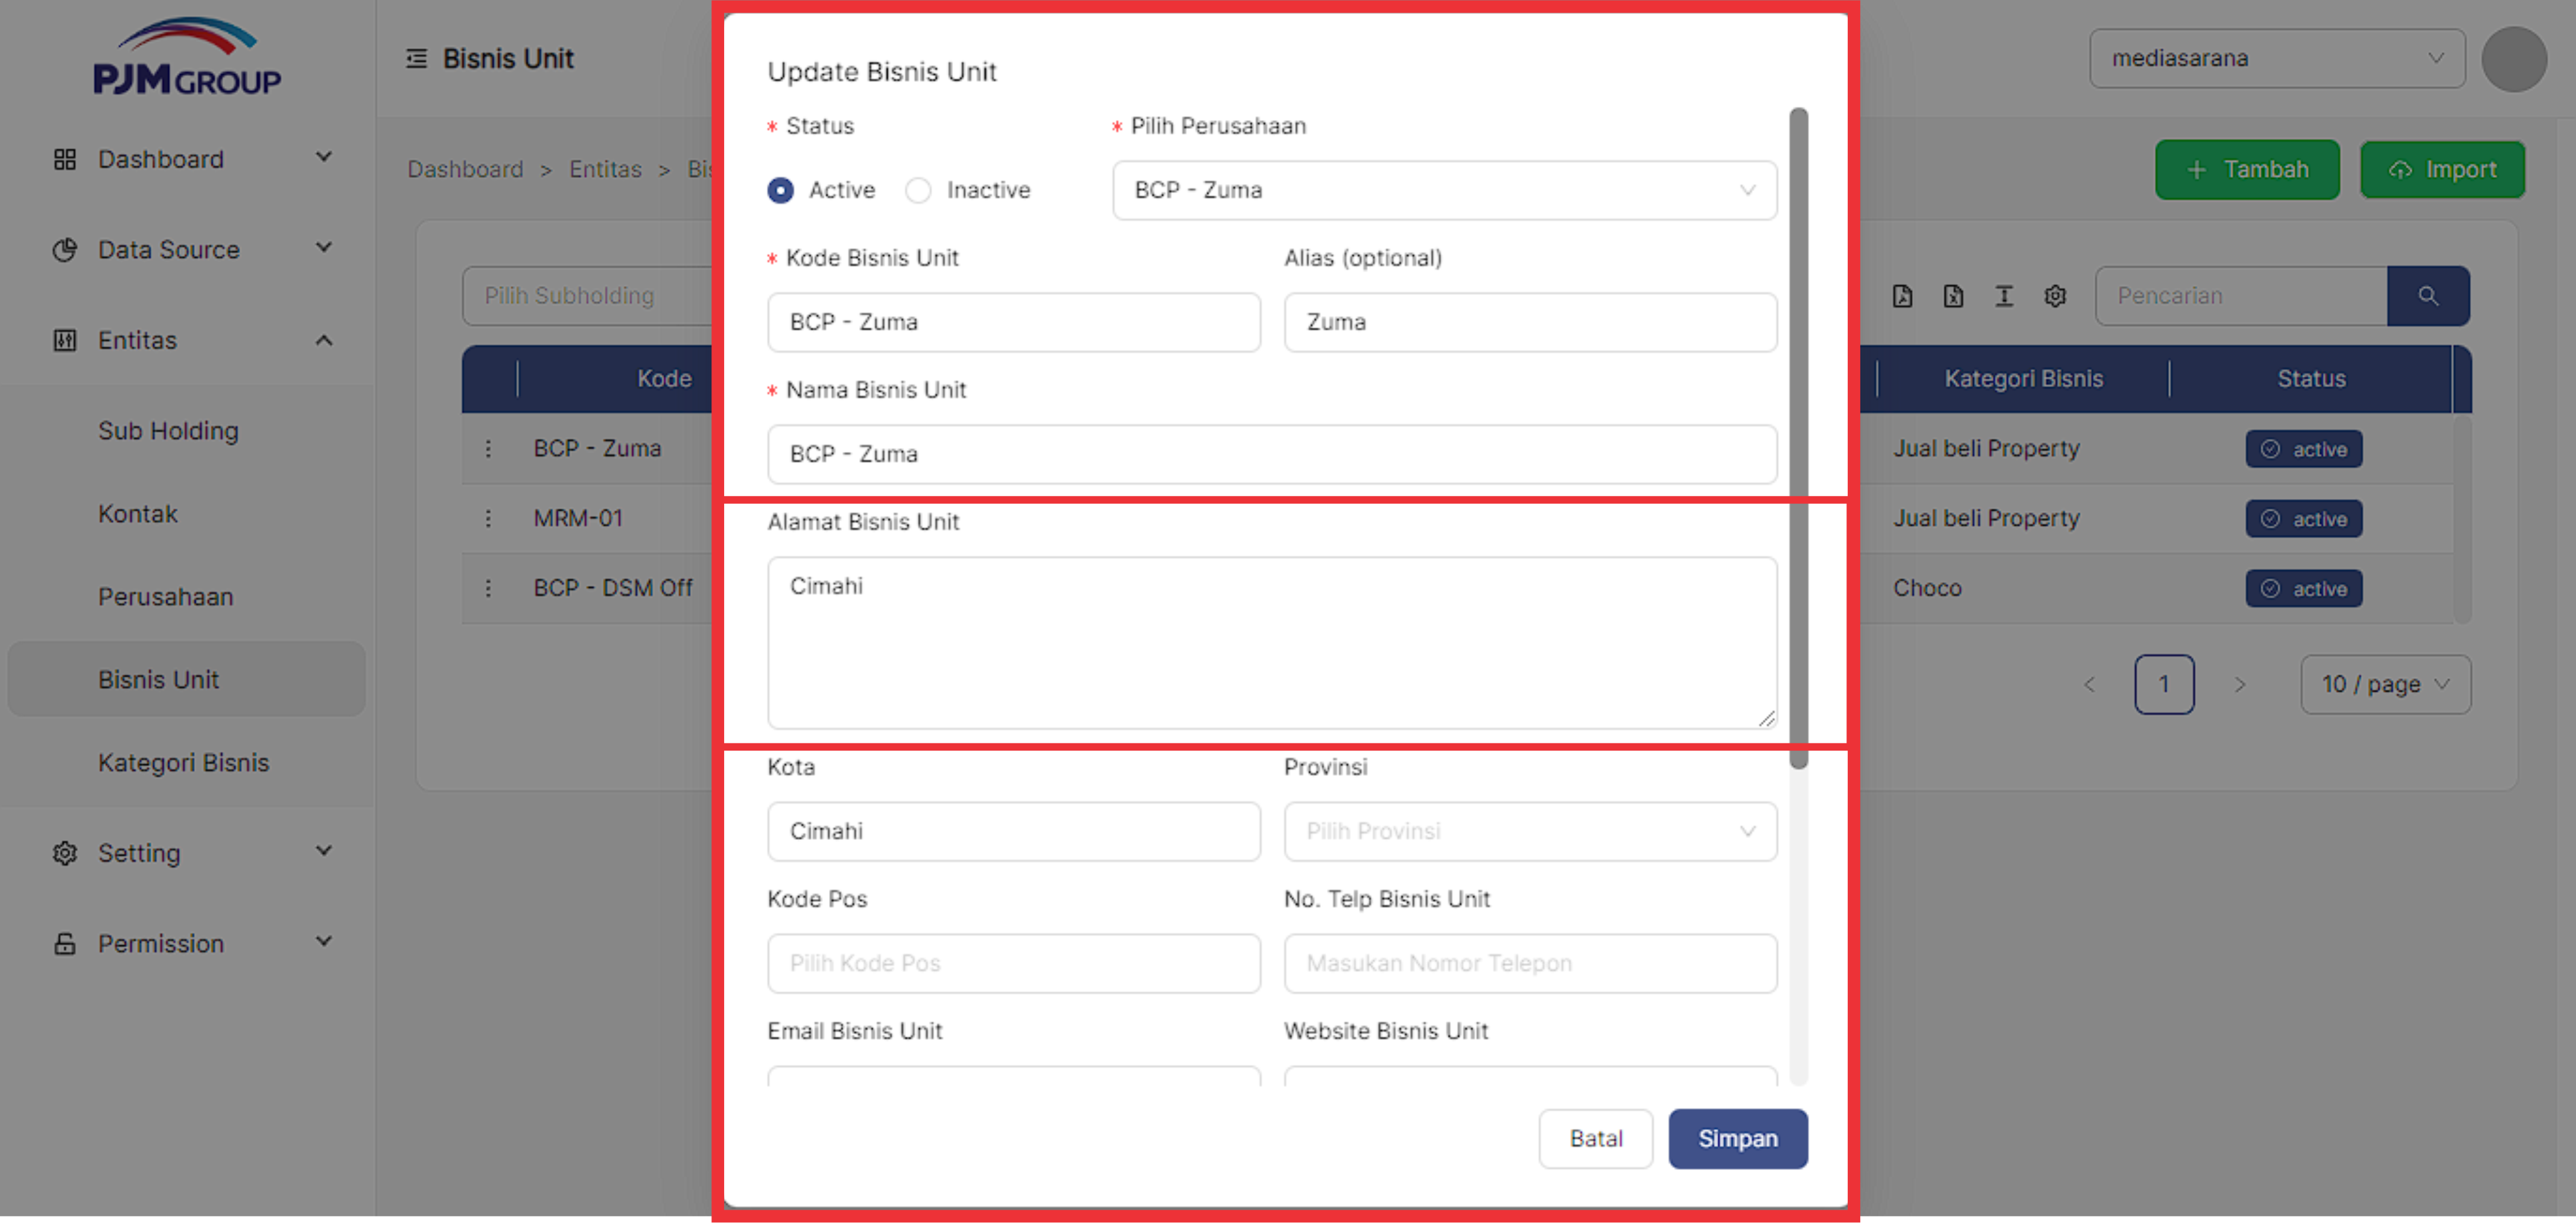 PJM GROUP
Bisnis Unit
mediasarana
Dashboard
Data Source
Entitas
Sub Holding
Kontak
Perusahaan
Bisnis Unit
Kategori Bisnis
Setting
Permission
Dashboard > Entitas > Bis
+ Tambah
Import
Pilih Subholding
Pencarian
Kode
Kategori Bisnis
Status
BCP - Zuma
Jual beli Property
active
MRM-01
Jual beli Property
active
BCP - DSM Off
Choco
active
< 1 >
10 / page
Update Bisnis Unit
* Status
* Pilih Perusahaan
Active
Inactive
BCP - Zuma
* Kode Bisnis Unit
Alias (optional)
BCP - Zuma
Zuma
* Nama Bisnis Unit
BCP - Zuma
Alamat Bisnis Unit
Cimahi
Kota
Provinsi
Cimahi
Pilih Provinsi
Kode Pos
No. Telp Bisnis Unit
Pilih Kode Pos
Masukan Nomor Telepon
Email Bisnis Unit
Website Bisnis Unit
Batal
Simpan